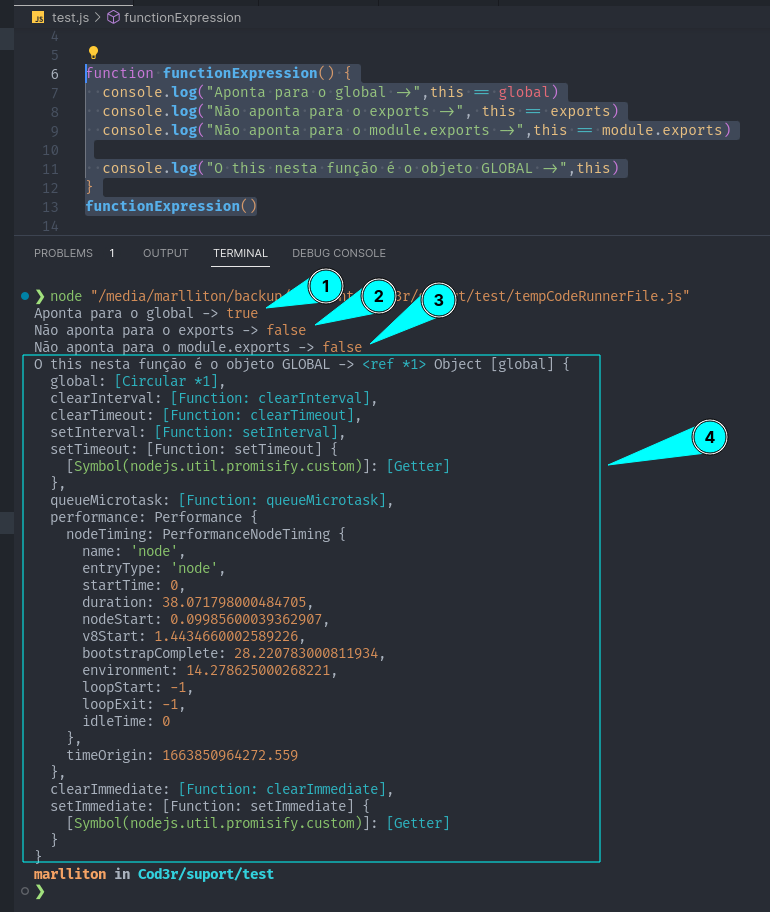 JS test.js > functionExpression
4
5
6 function functionExpression() {
7 console.log("Aponta para o global ->",this == global)
8 console.log("Não aponta para o exports ->", this == exports)
9 console.log("Não aponta para o module.exports ->",this == module.exports)
10
11 console.log("O this nesta função é o objeto GLOBAL ->",this)
12 }
13 functionExpression()
14
PROBLEMS 1 OUTPUT TERMINAL DEBUG CONSOLE
❯ node "/media/marlliton/backup/ 3r/ ort/test/tempCodeRunnerFile.js"
1
2
3
Aponta para o global -> true
Não aponta para o exports -> false
Não aponta para o module.exports -> false
O this nesta função é o objeto GLOBAL -> <ref *1> Object [global] {
global: [Circular *1],
clearInterval: [Function: clearInterval],
clearTimeout: [Function: clearTimeout],
setInterval: [Function: setInterval],
setTimeout: [Function: setTimeout] {
[Symbol(nodejs.util.promisify.custom)]: [Getter]
},
4
queueMicrotask: [Function: queueMicrotask],
performance: Performance {
nodeTiming: PerformanceNodeTiming {
name: 'node',
entryType: 'node',
startTime: 0,
duration: 38.071798000484705,
nodeStart: 0.09985600039362907,
v8Start: 1.4434660002589226,
bootstrapComplete: 28.220783000811934,
environment: 14.278625000268221,
loopStart: -1,
loopExit: -1,
idleTime: 0
},
timeOrigin: 1663850964272.559
},
clearImmediate: [Function: clearImmediate],
setImmediate: [Function: setImmediate] {
[Symbol(nodejs.util.promisify.custom)]: [Getter]
}
}
marlliton in Cod3r/suport/test
❯